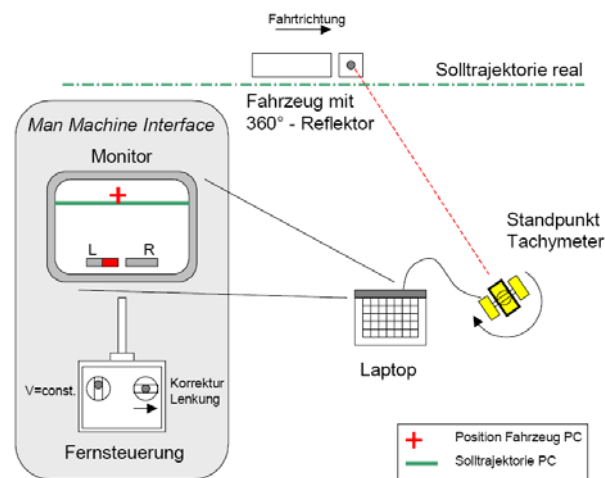 Fahrtrichtung
Solltrajektorie real
Fahrzeug mit
360° - Reflektor
Man Machine Interface
Monitor
L R
Standpunkt
Tachymeter
Laptop
V=const.
Korrektur
Lenkung
Fernsteuerung
Position Fahrzeug PC
Solltrajektorie PC